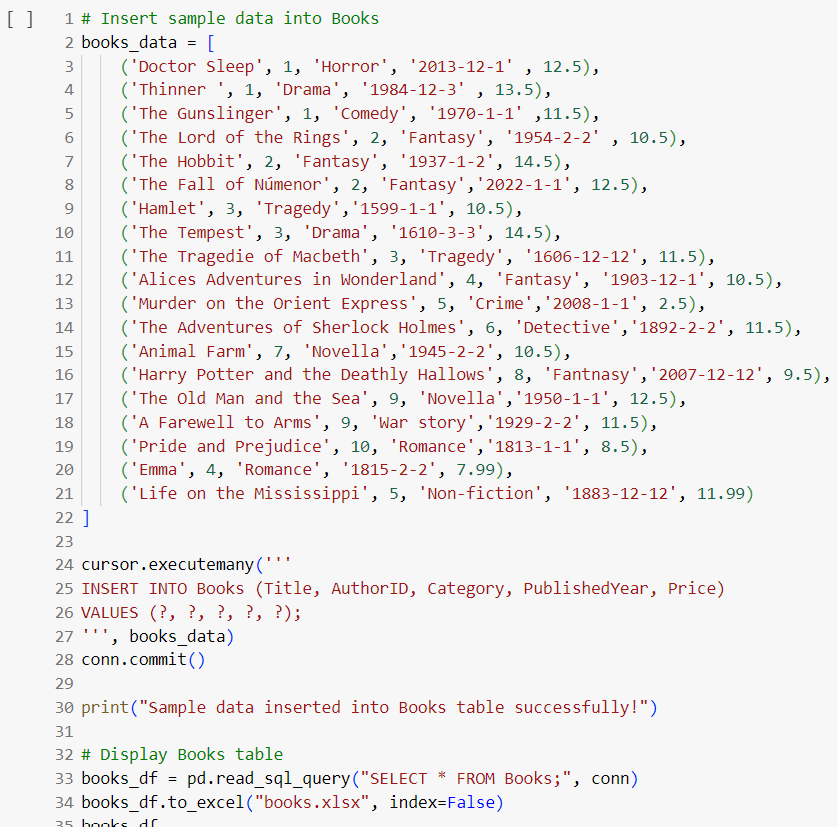 [ ] 1 # Insert sample data into Books
2 books_data = [
3 ('Doctor Sleep', 1, 'Horror', '2013-12-1' , 12.5),
4 ('Thinner ', 1, 'Drama', '1984-12-3' , 13.5),
5 ('The Gunslinger', 1, 'Comedy', '1970-1-1' ,11.5),
6 ('The Lord of the Rings', 2, 'Fantasy', '1954-2-2' , 10.5),
7 ('The Hobbit', 2, 'Fantasy', '1937-1-2', 14.5),
8 ('The Fall of Númenor', 2, 'Fantasy','2022-1-1', 12.5),
9 ('Hamlet', 3, 'Tragedy','1599-1-1', 10.5),
10 ('The Tempest', 3, 'Drama', '1610-3-3', 14.5),
11 ('The Tragedie of Macbeth', 3, 'Tragedy', '1606-12-12', 11.5),
12 ('Alices Adventures in Wonderland', 4, 'Fantasy', '1903-12-1', 10.5),
13 ('Murder on the Orient Express', 5, 'Crime','2008-1-1', 2.5),
14 ('The Adventures of Sherlock Holmes', 6, 'Detective','1892-2-2', 11.5),
15 ('Animal Farm', 7, 'Novella','1945-2-2', 10.5),
16 ('Harry Potter and the Deathly Hallows', 8, 'Fantnasy','2007-12-12', 9.5),
17 ('The Old Man and the Sea', 9, 'Novella','1950-1-1', 12.5),
18 ('A Farewell to Arms', 9, 'War story','1929-2-2', 11.5),
19 ('Pride and Prejudice', 10, 'Romance','1813-1-1', 8.5),
20 ('Emma', 4, 'Romance', '1815-2-2', 7.99),
21 ('Life on the Mississippi', 5, 'Non-fiction', '1883-12-12', 11.99)
22 ]
23
24 cursor.executemany('''
25 INSERT INTO Books (Title, AuthorID, Category, PublishedYear, Price)
26 VALUES (?, ?, ?, ?, ?);
27 ''', books_data)
28 conn.commit()
29
30 print("Sample data inserted into Books table successfully!")
31
32 # Display Books table
33 books_df = pd.read_sql_query("SELECT * FROM Books;", conn)
34 books_df.to_excel("books.xlsx", index=False)
35 books_df